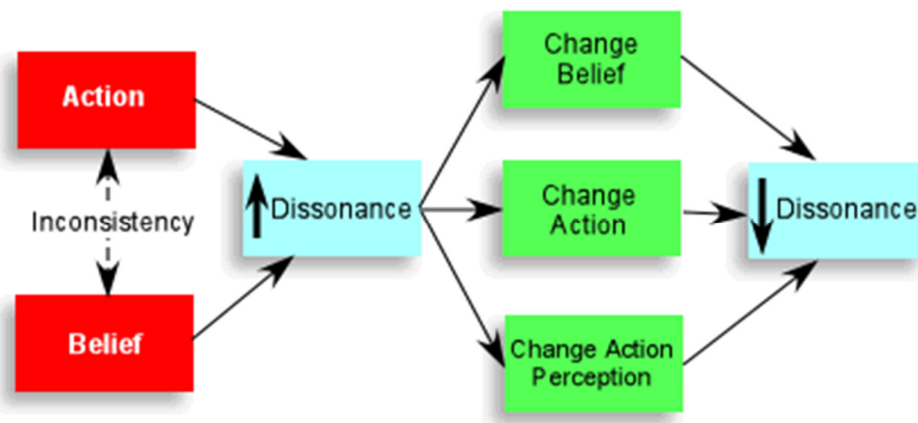 Action
Inconsistency
Belief
Dissonance
Change
Belief
Change
Action
Change Action
Perception
Dissonance